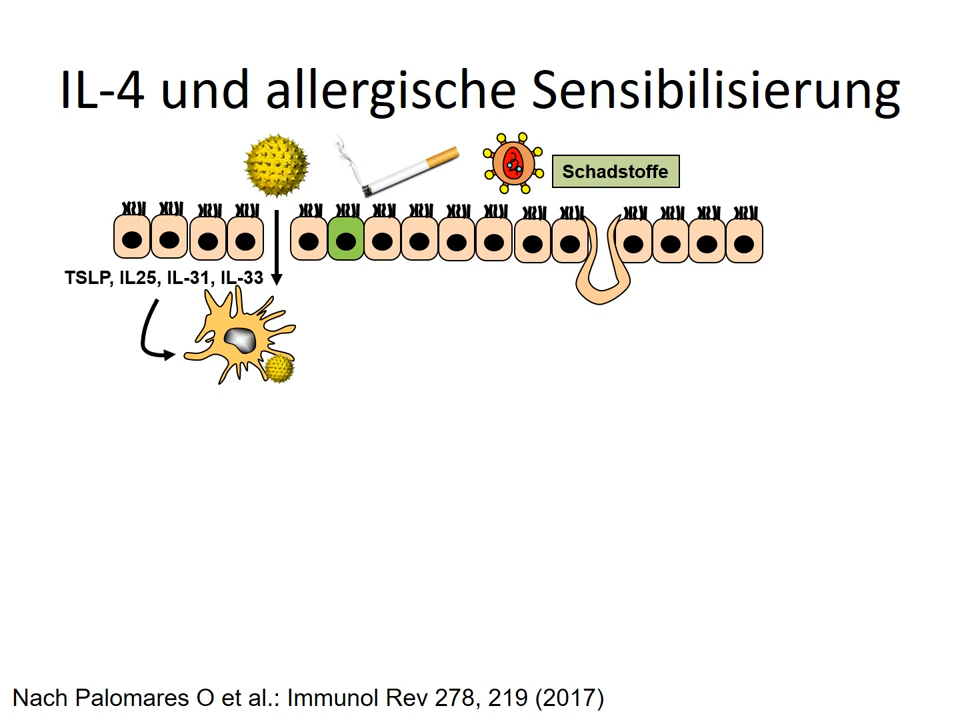 IL-4 und allergische Sensibilisierung
Schadstoffe
TSLP, IL25, IL-31, IL-33
Nach Palomares O et al.: Immunol Rev 278, 219 (2017)